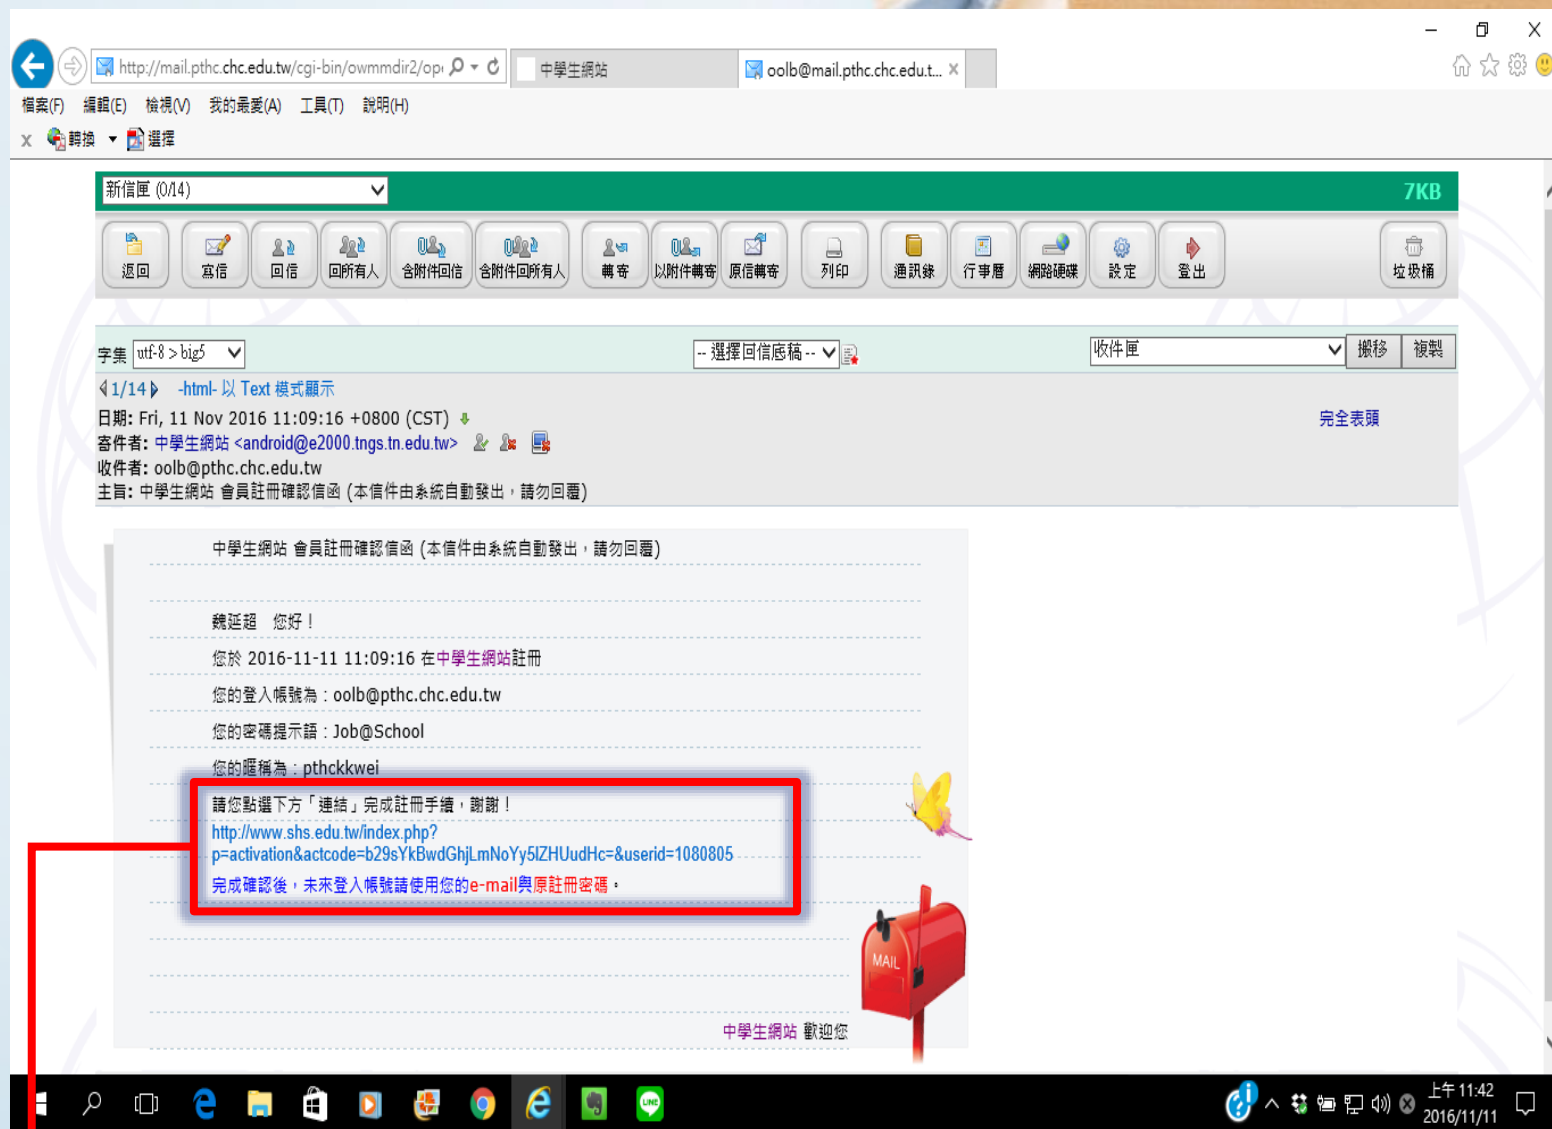 http://mail.pthc.chc.edu.tw/cgi-bin/owmmdir2/op
中學生網站
oolb@mail.pthc.chc.edu.t...
檔案(F) 編輯(E) 檢視(V) 我的最愛(A) 工具(T) 說明(H)
x 轉換 選擇
新信匣 (0/14)
7KB
返回 寫信 回信 回所有人 含附件回信 含附件回所有人 轉寄 以附件轉寄 原信轉寄 列印 通訊錄 行事曆 網路硬碟 設定 登出 垃圾桶
字集 utf-8 > big5
-- 選擇回信底稿 --
收件匣 搬移 複製
1/14 -html- 以 Text 模式顯示
日期: Fri, 11 Nov 2016 11:09:16 +0800 (CST)
完全表頭
寄件者: 中學生網站 <android@e2000.tngs.tn.edu.tw>
收件者: oolb@pthc.chc.edu.tw
主旨: 中學生網站 會員註冊確認信函 (本信件由系統自動發出，請勿回覆)
中學生網站 會員註冊確認信函 (本信件由系統自動發出，請勿回覆)
魏延超 您好！
您於 2016-11-11 11:09:16 在中學生網站註冊
您的登入帳號為：oolb@pthc.chc.edu.tw
您的密碼提示語：Job@School
您的暱稱為：pthckkwei
請您點選下方「連結」完成註冊手續，謝謝！
http://www.shs.edu.tw/index.php?
p=activation&actcode=b29sYkBwdGhjLmNoYy5lZHUudHc=&userid=1080805
完成確認後，未來登入帳號請使用您的e-mail與原註冊密碼。
MAIL
中學生網站 歡迎您
LINE
上午 11:42
2016/11/11